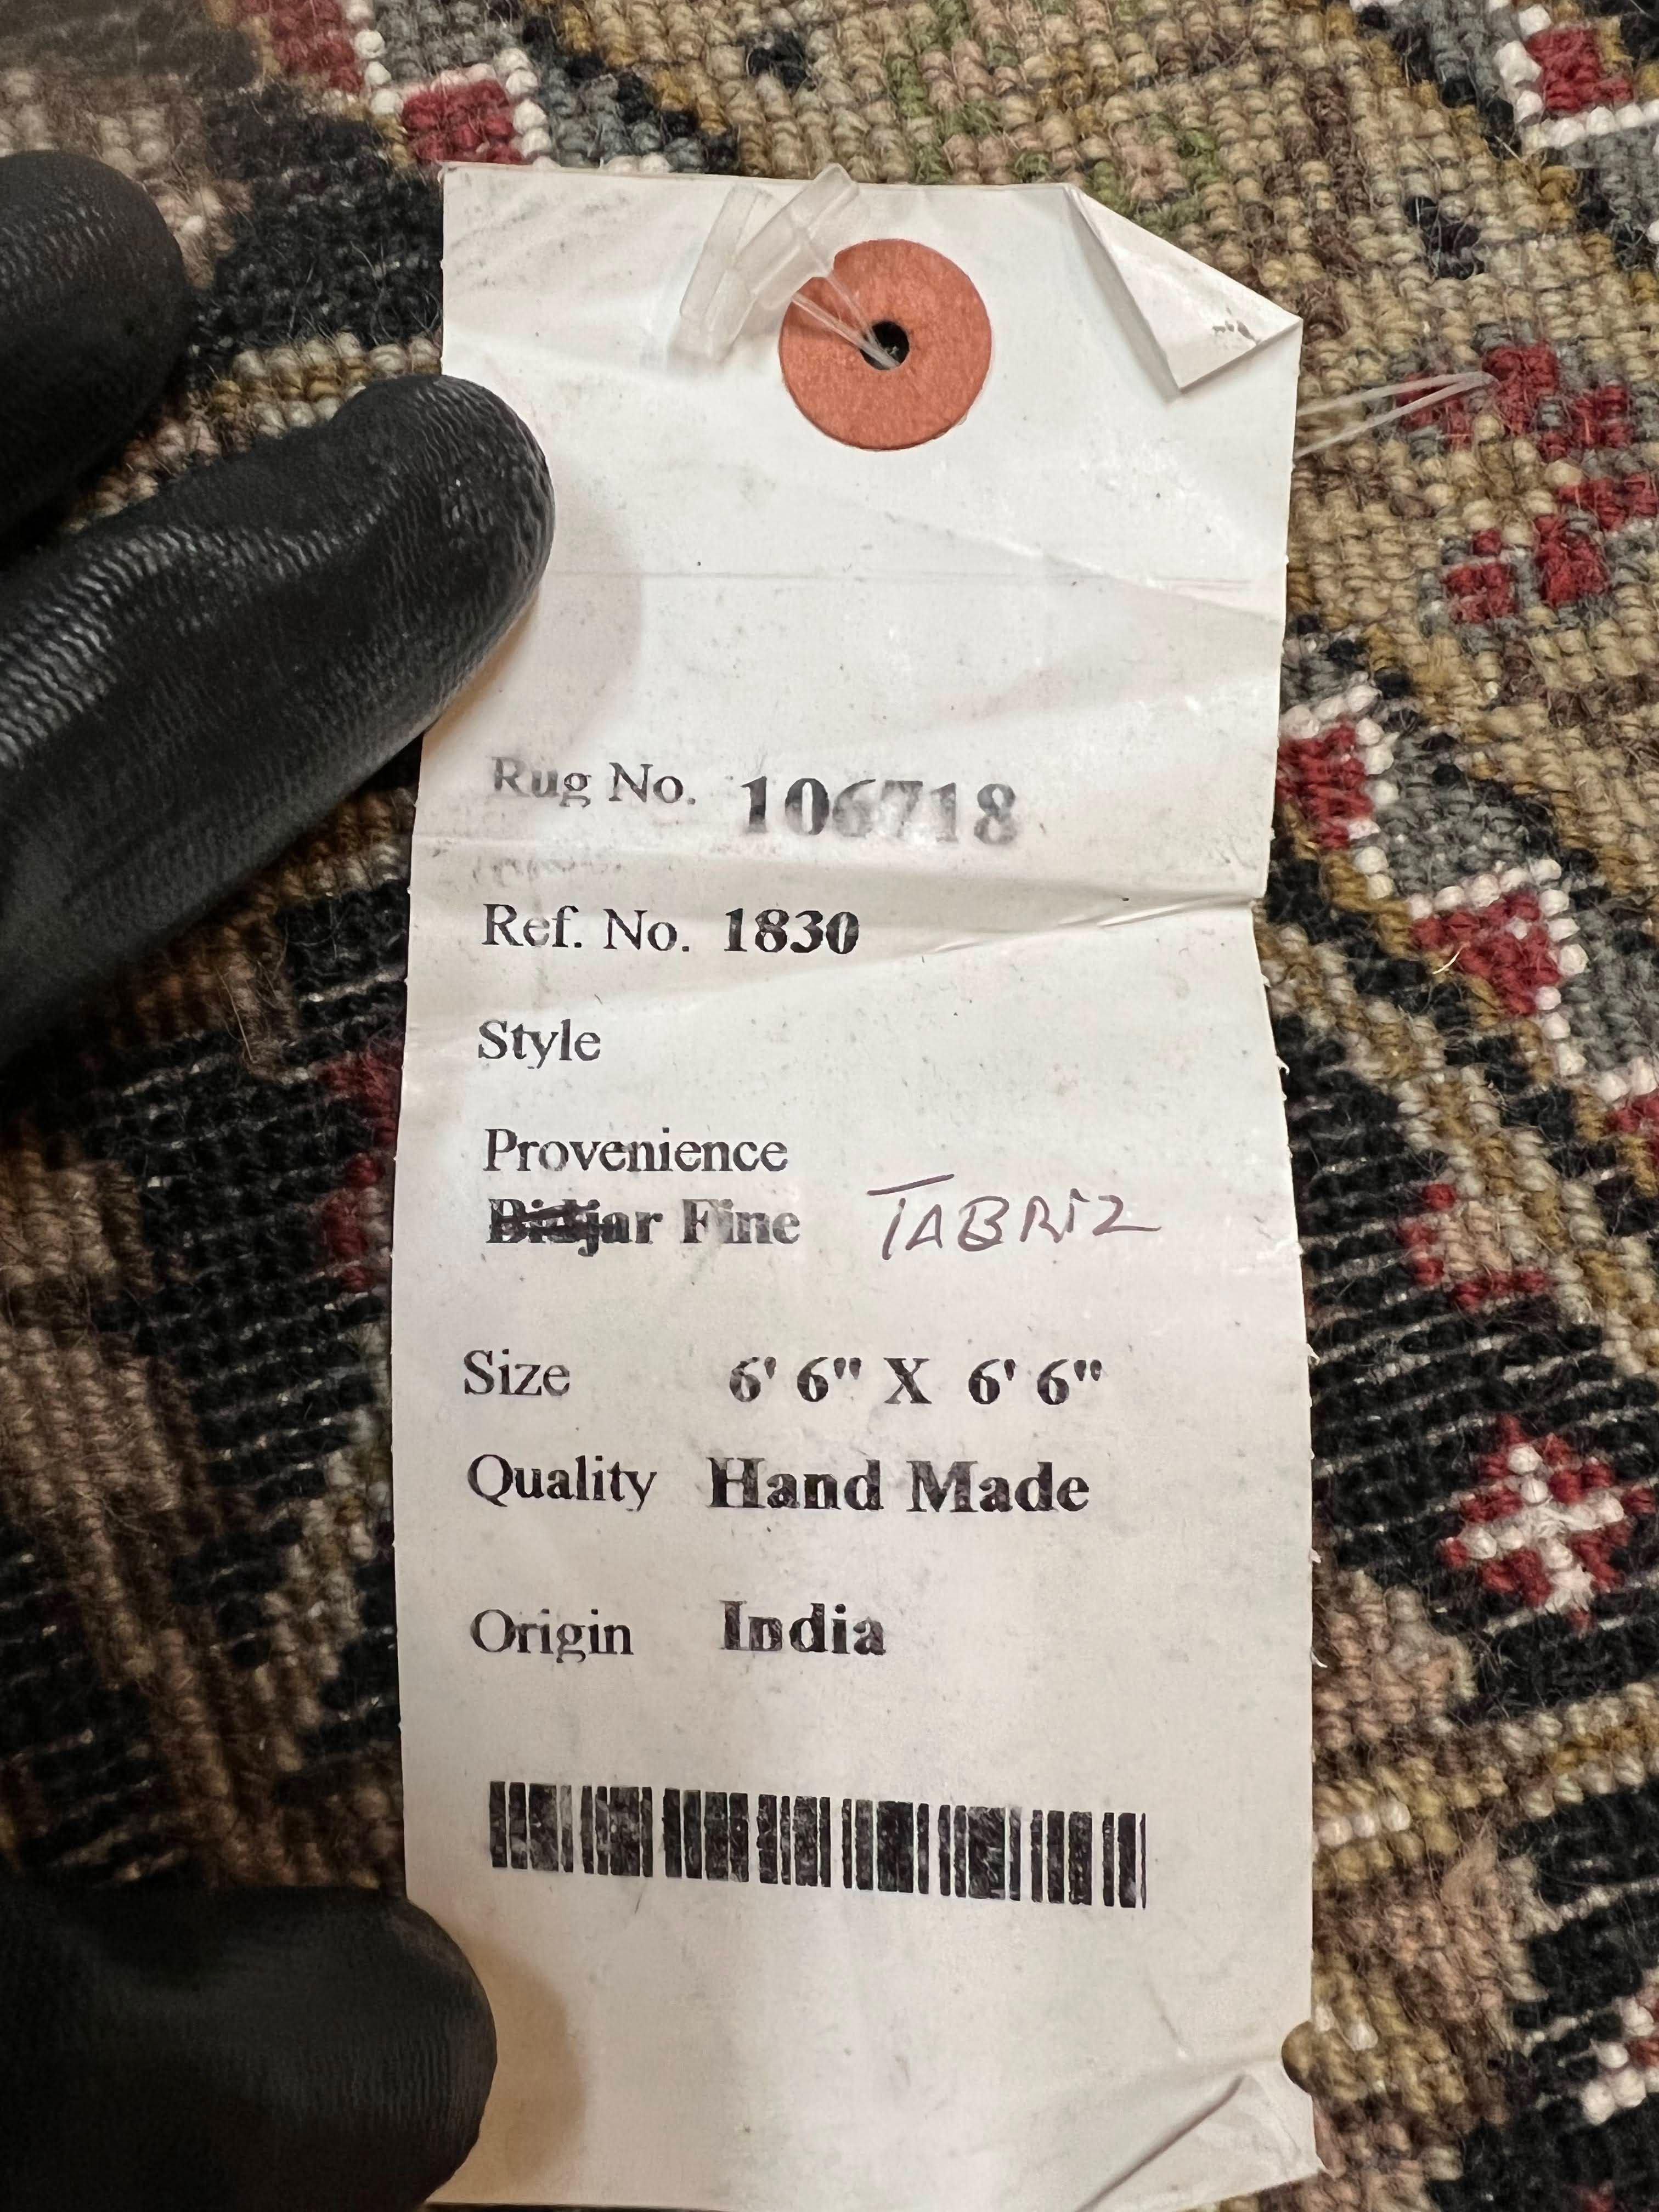 Rug No. 106718
Ref. No. 1830
Style
Provenience
Bidjar Fine TABRIZ
Size 6' 6" X 6' 6"
Quality Hand Made
Origin India